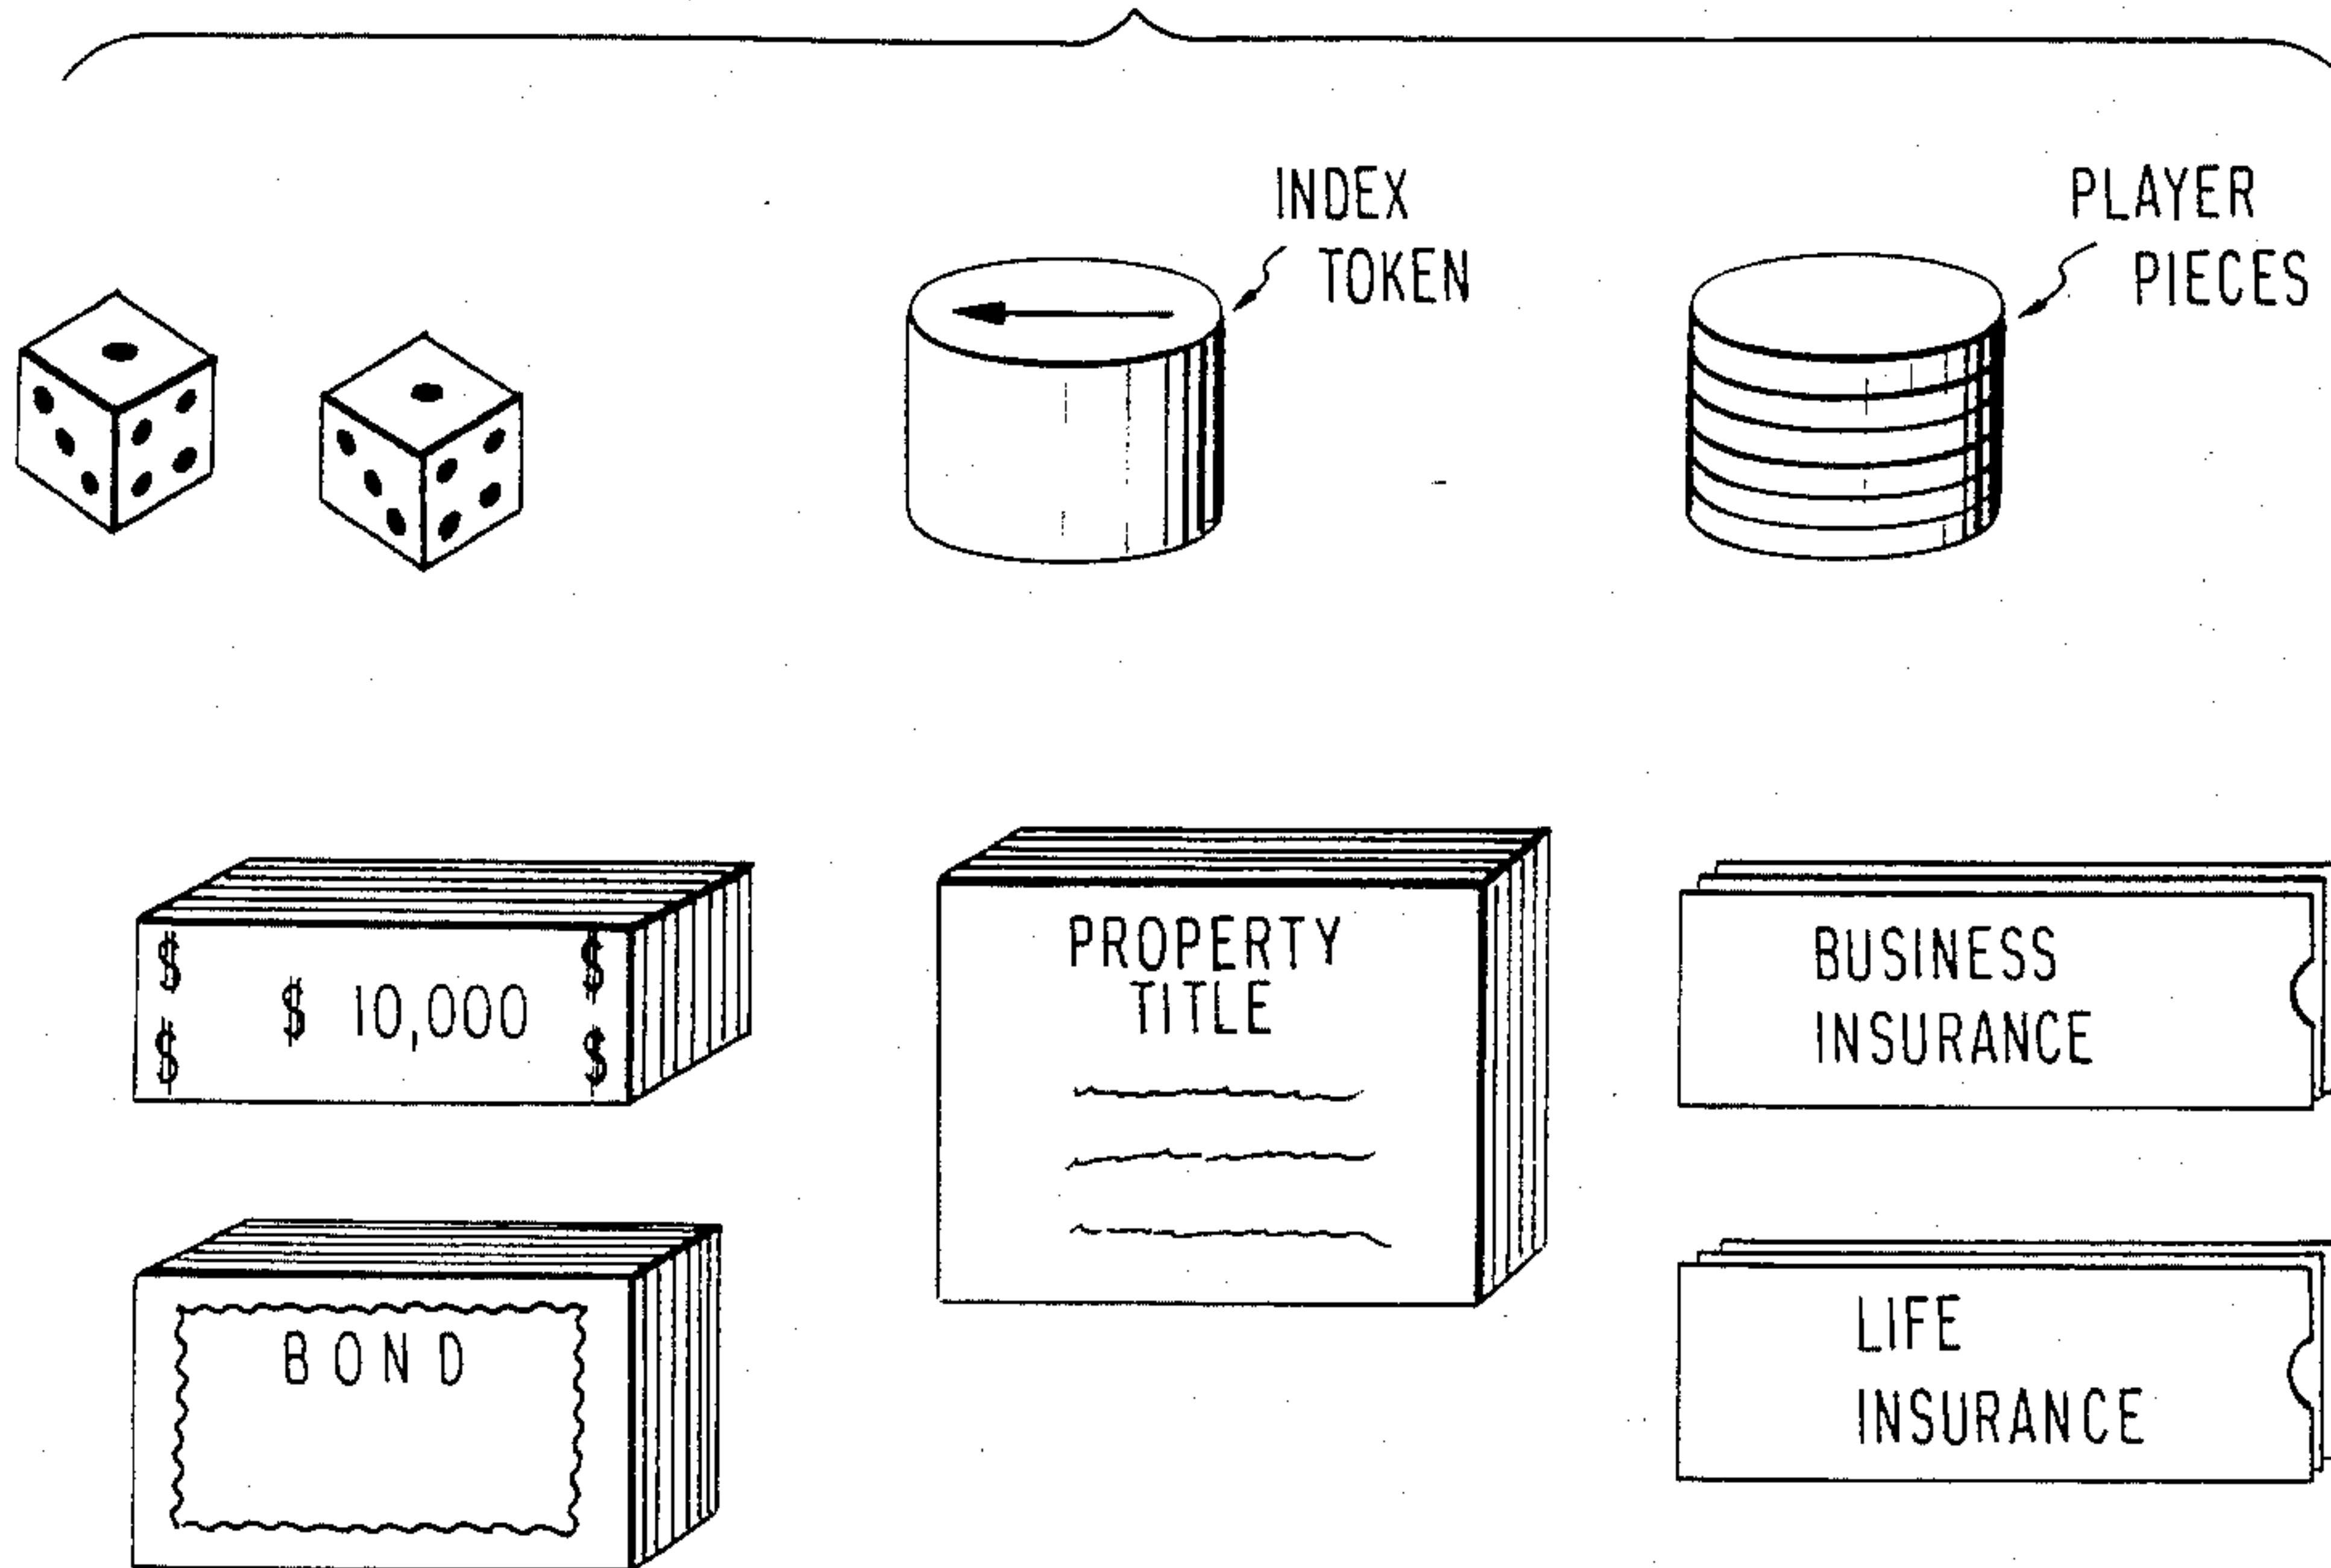 INDEX
TOKEN
PLAYER
PIECES
$ $
$ 10,000
$ $
PROPERTY
TITLE
BUSINESS
INSURANCE
BOND
LIFE
INSURANCE